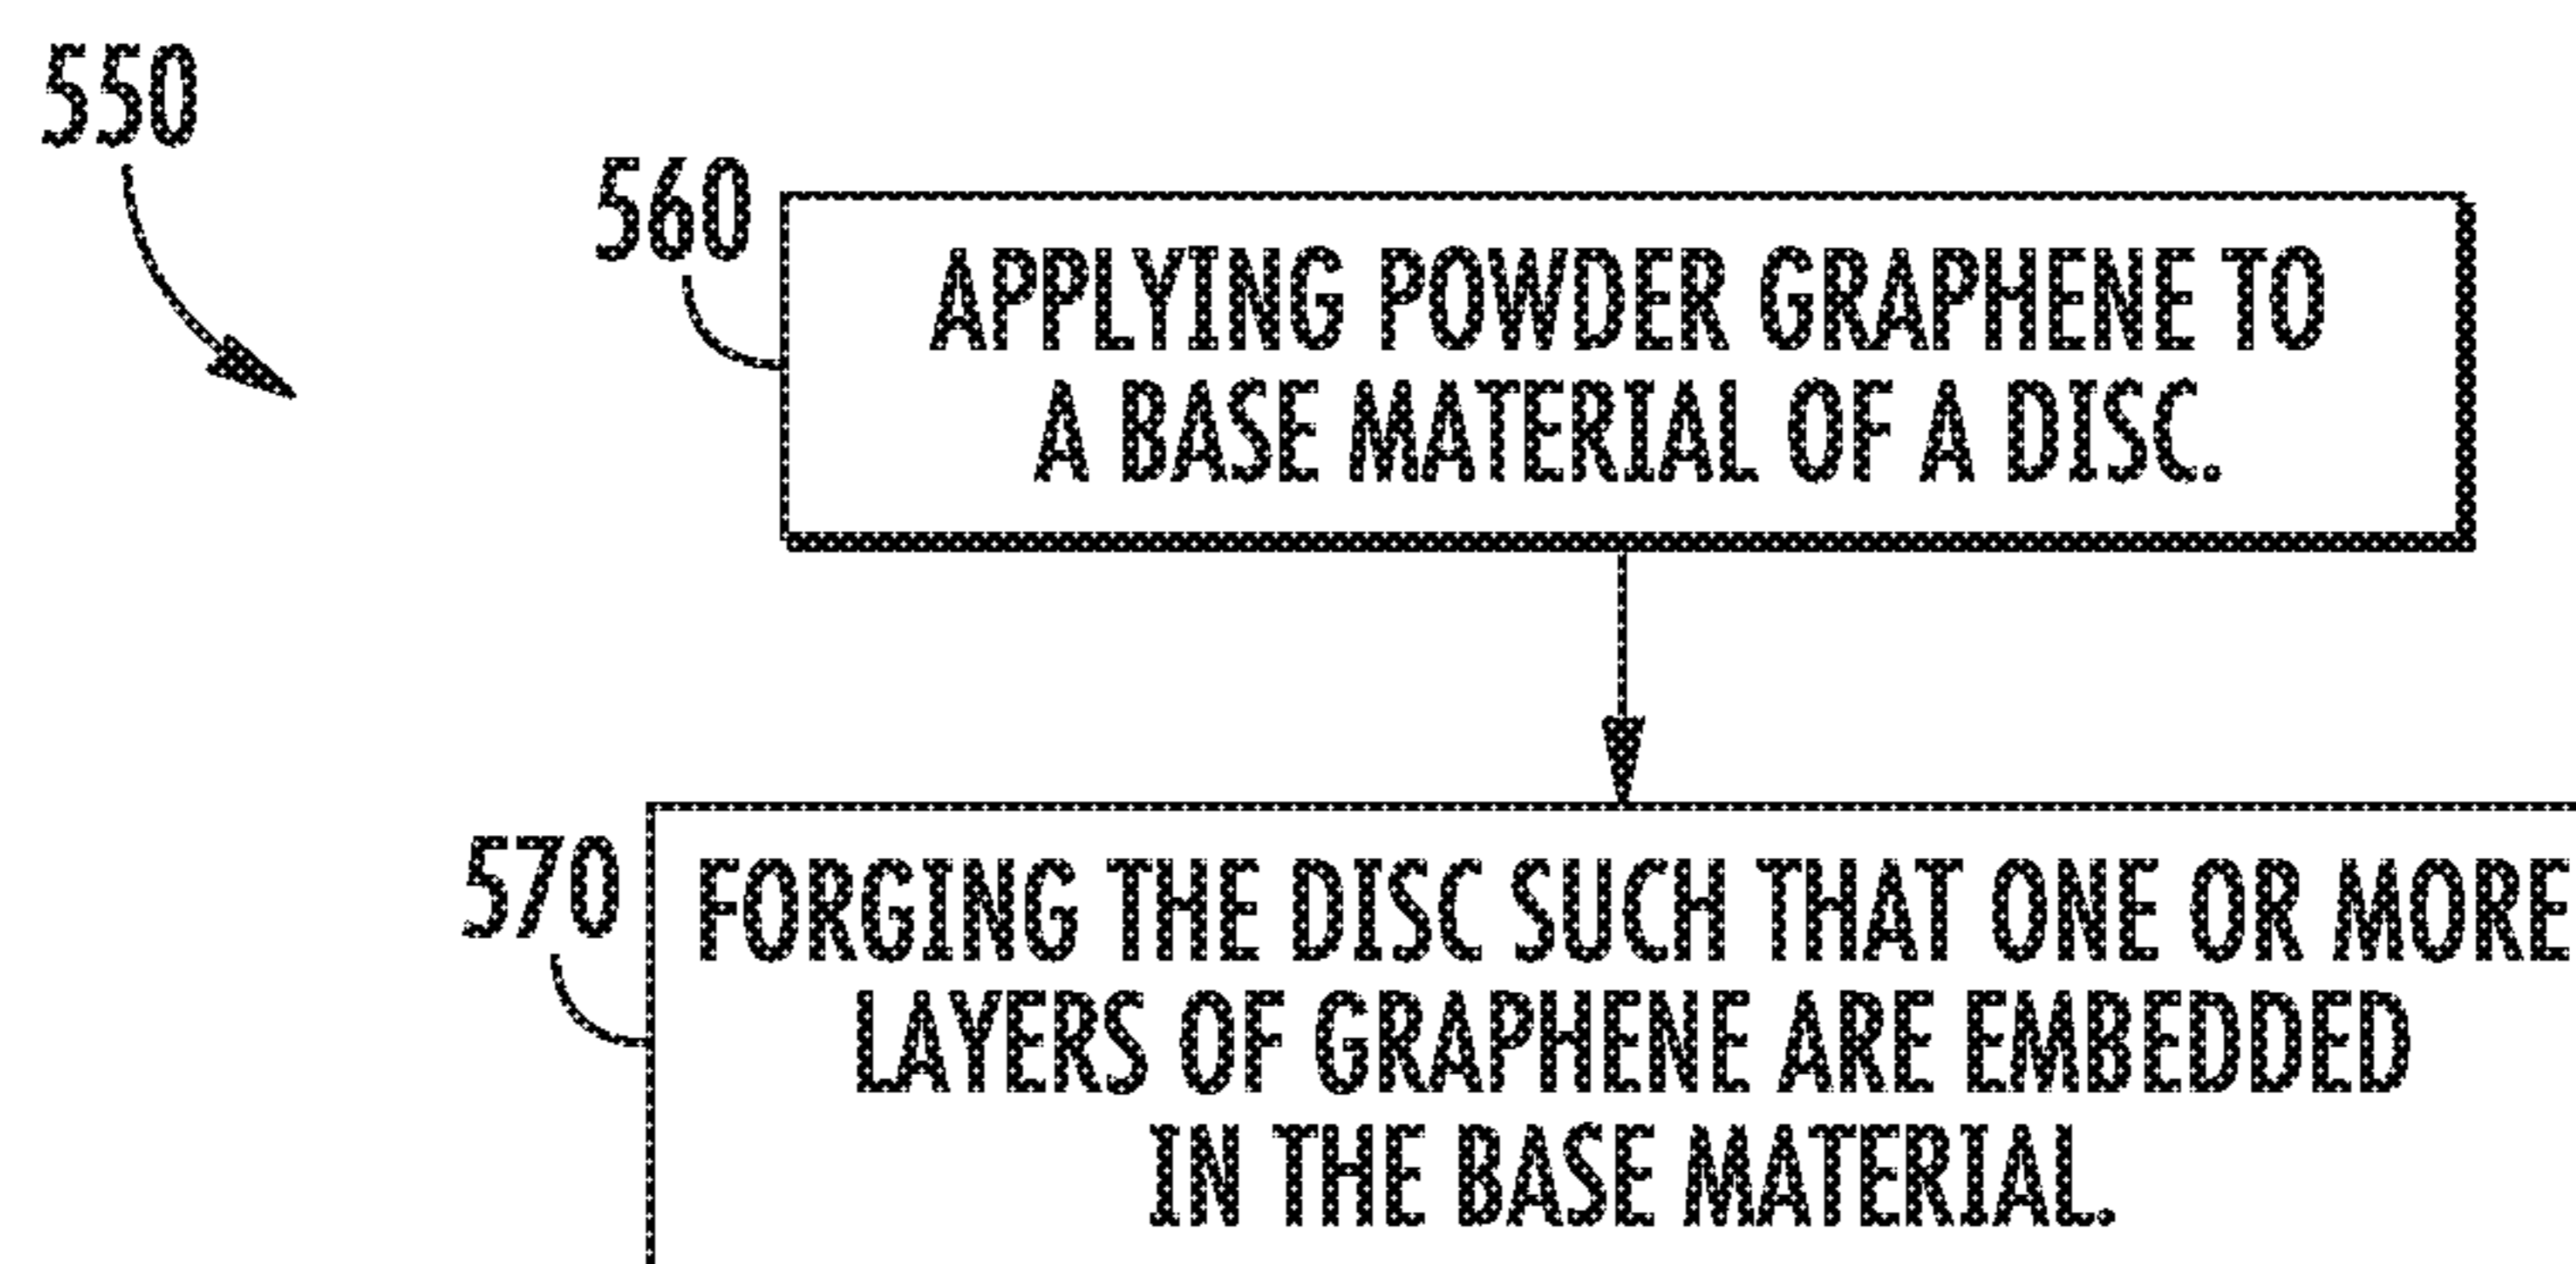 550
560
APPLYING POWDER GRAPHENE TO
A BASE MATERIAL OF A DISC.
570
FORGING THE DISC SUCH THAT ONE OR MORE
LAYERS OF GRAPHENE ARE EMBEDDED
IN THE BASE MATERIAL.